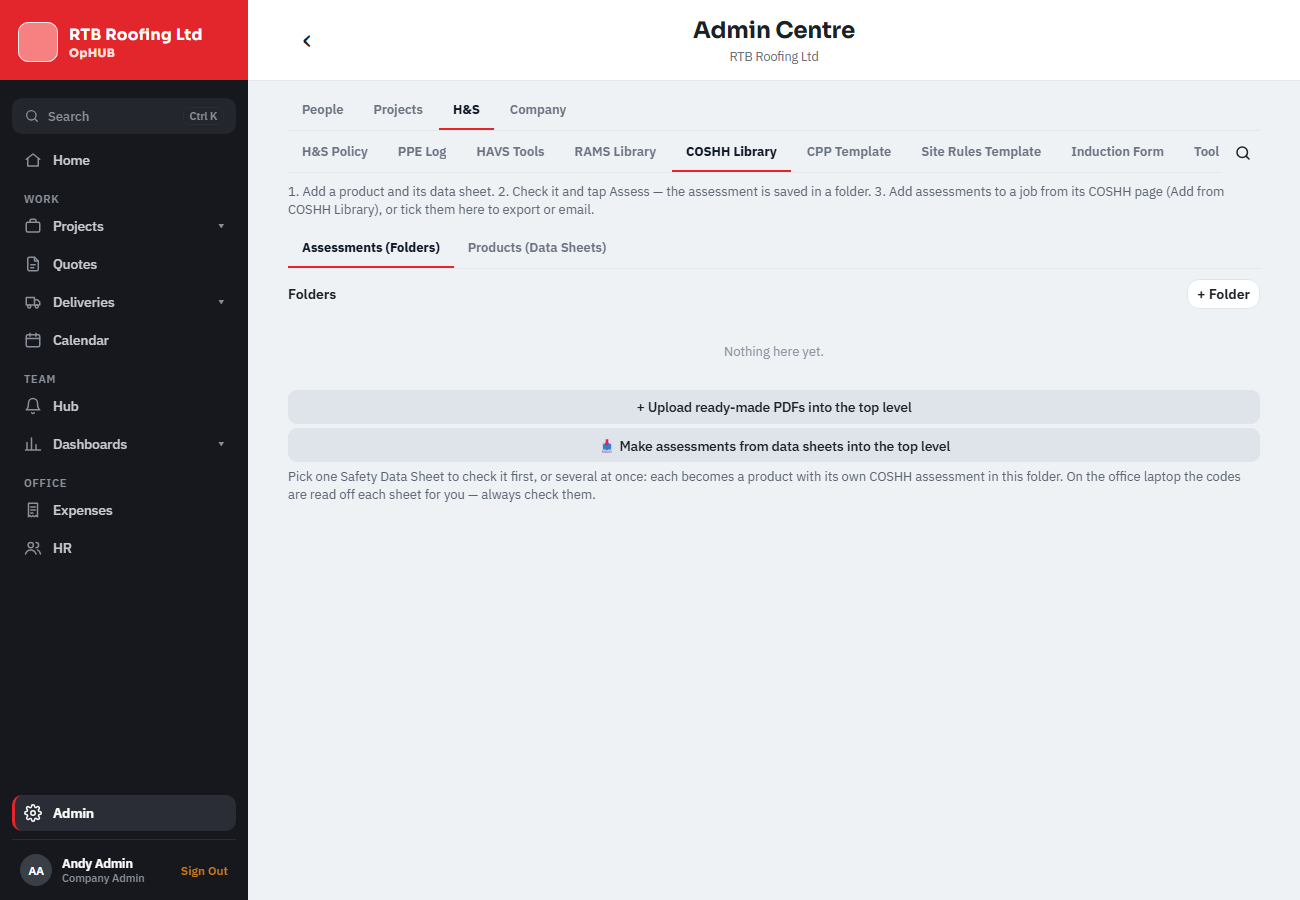 RTB Roofing Ltd
OpHUB
Search
Ctrl K
Home
WORK
Projects
Quotes
Deliveries
Calendar
TEAM
Hub
Dashboards
OFFICE
Expenses
HR
Admin
AA
Andy Admin
Company Admin
Sign Out
Admin Centre
RTB Roofing Ltd
People Projects H&S Company
H&S Policy PPE Log HAVS Tools RAMS Library COSHH Library CPP Template Site Rules Template Induction Form Tool
1. Add a product and its data sheet. 2. Check it and tap Assess — the assessment is saved in a folder. 3. Add assessments to a job from its COSHH page (Add from
COSHH Library), or tick them here to export or email.
Assessments (Folders) Products (Data Sheets)
Folders
+ Folder
Nothing here yet.
+ Upload ready-made PDFs into the top level
Make assessments from data sheets into the top level
Pick one Safety Data Sheet to check it first, or several at once: each becomes a product with its own COSHH assessment in this folder. On the office laptop the codes
are read off each sheet for you — always check them.